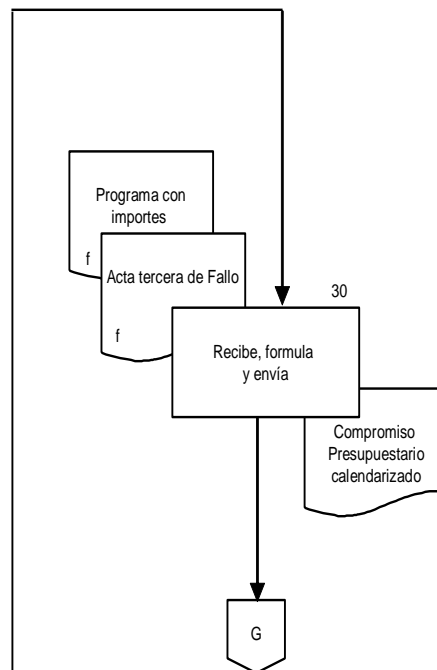 Programa con
importes
f
Acta tercera de Fallo
f
30
Recibe, formula
y envía
Compromiso
Presupuestario
calendarizado
G